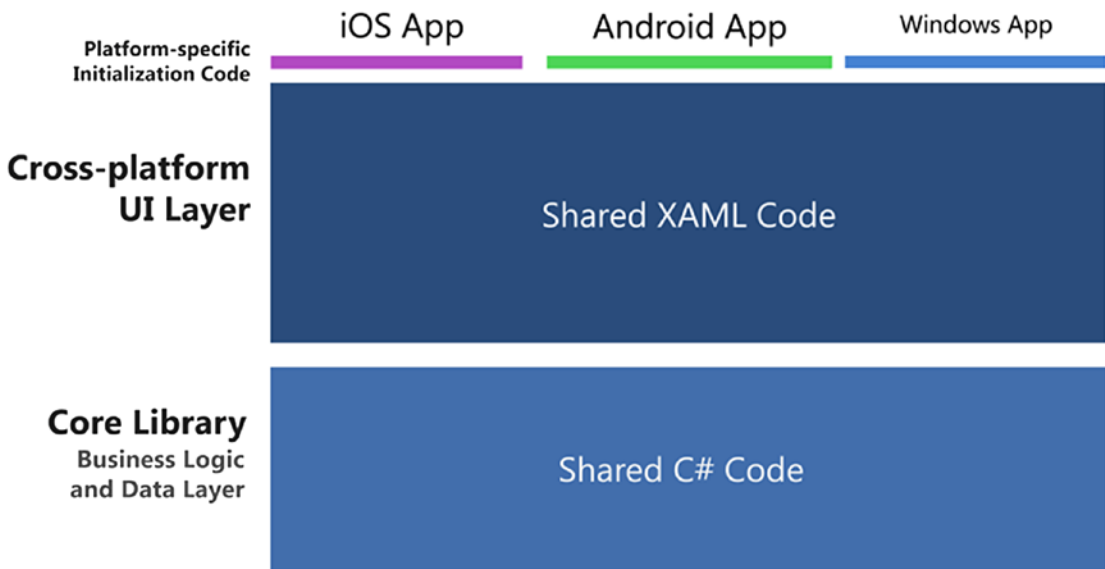 iOS App
Android App
Windows App
Platform-specific
Initialization Code
Cross-platform
UI Layer
Shared XAML Code
Core Library
Business Logic
and Data Layer
Shared C# Code